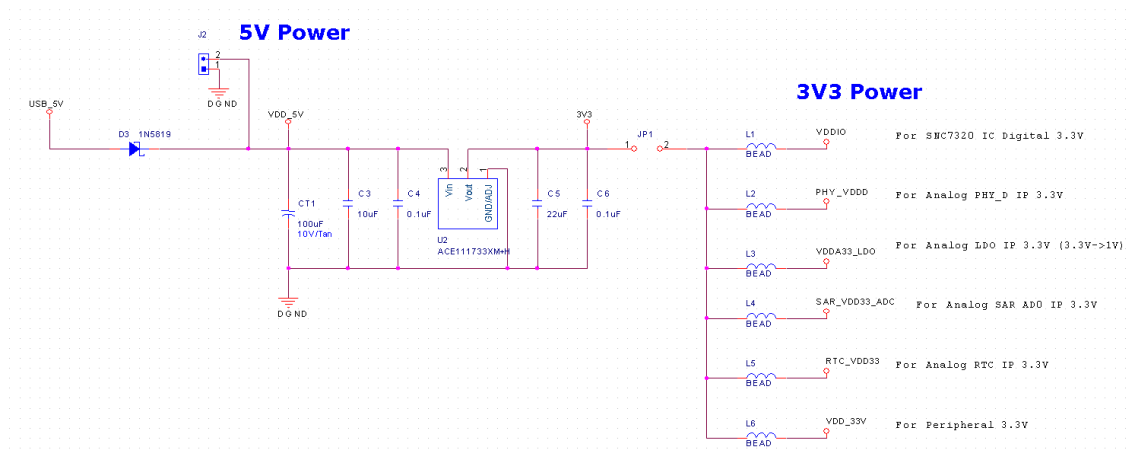 J2
5V Power
2
1
DGND
USB_5V
D3 1N5819
VDD_5V
3V3
3V3 Power
JP1
1
2
CT1
100uF
10V/Tan
C3
10uF
C4
0.1uF
3
2
1
Vin
Vout
GND/ADJ
U2
ACE111733XM+H
C5
22uF
C6
0.1uF
DGND
L1
BEAD
VDDIO
For SNC7320 IC Digital 3.3V
L2
BEAD
PHY_VDDD
For Analog PHY_D IP 3.3V
L3
BEAD
VDDA33_LDO
For Analog LDO IP 3.3V (3.3V->1V)
L4
BEAD
SAR_VDD33_ADC
For Analog SAR ADO IP 3.3V
L5
BEAD
RTC_VDD33
For Analog RTC IP 3.3V
L6
BEAD
VDD_33V
For Peripheral 3.3V